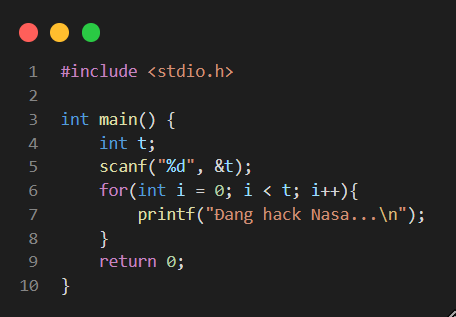 1 #include <stdio.h>
2
3 int main() {
4     int t;
5     scanf("%d", &t);
6     for(int i = 0; i < t; i++){
7         printf("Đang hack Nasa...\n");
8     }
9     return 0;
10 }